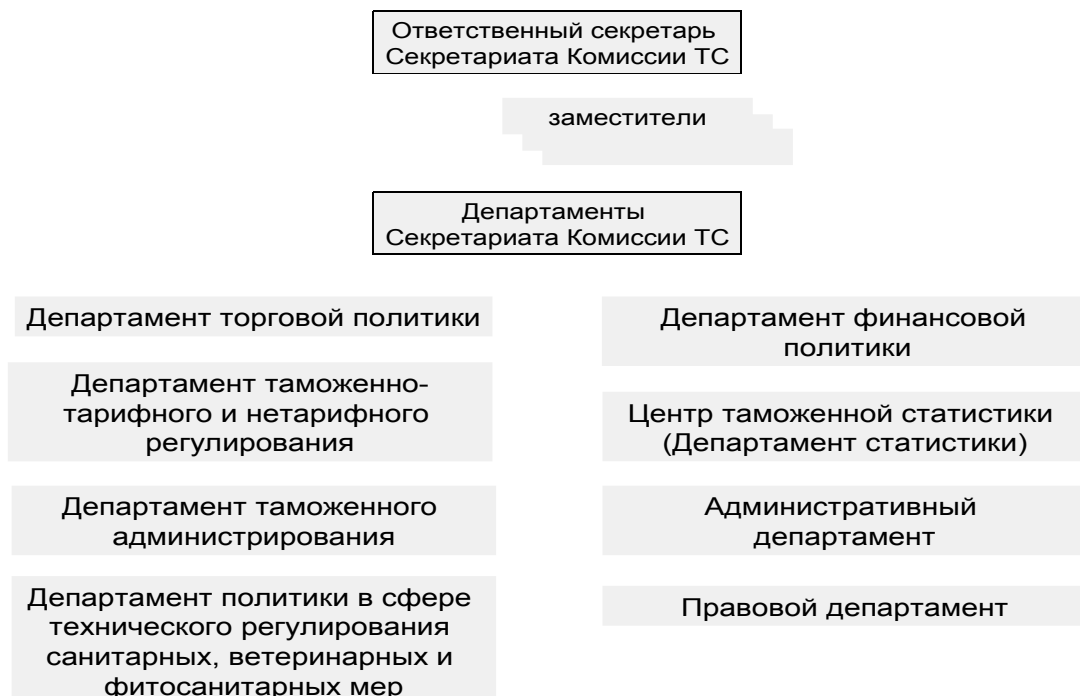 Ответственный секретарь
Секретариата Комиссии ТС
заместители
Департаменты
Секретариата Комиссии ТС
Департамент торговой политики
Департамент таможенно-
тарифного и нетарифного
регулирования
Департамент таможенного
администрирования
Департамент политики в сфере
технического регулирования
санитарных, ветеринарных и
фитосанитарных мер
Департамент финансовой
политики
Центр таможенной статистики
(Департамент статистики)
Административный
департамент
Правовой департамент